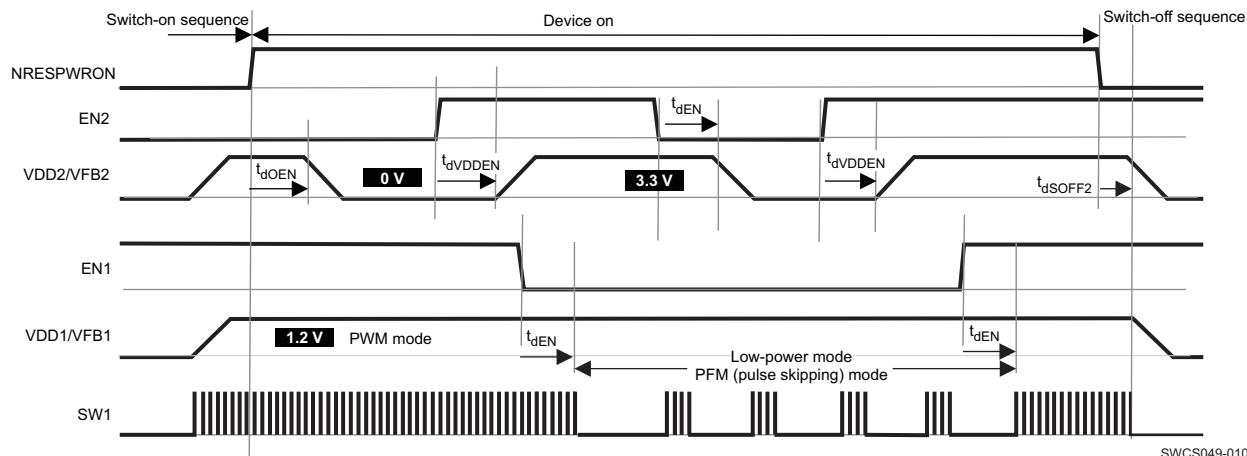 Switch-on sequence
Device on
Switch-off sequence
NRESPWRON
EN2
tdEN
VDD2/VFB2
tdOEN
0 V
tdVDDEN
3.3 V
tdVDDEN
tdSOFF2
EN1
VDD1/VFB1
1.2 V PWM mode
tdEN
tdEN
Low-power mode
PFM (pulse skipping) mode
SW1
SWCS049-010